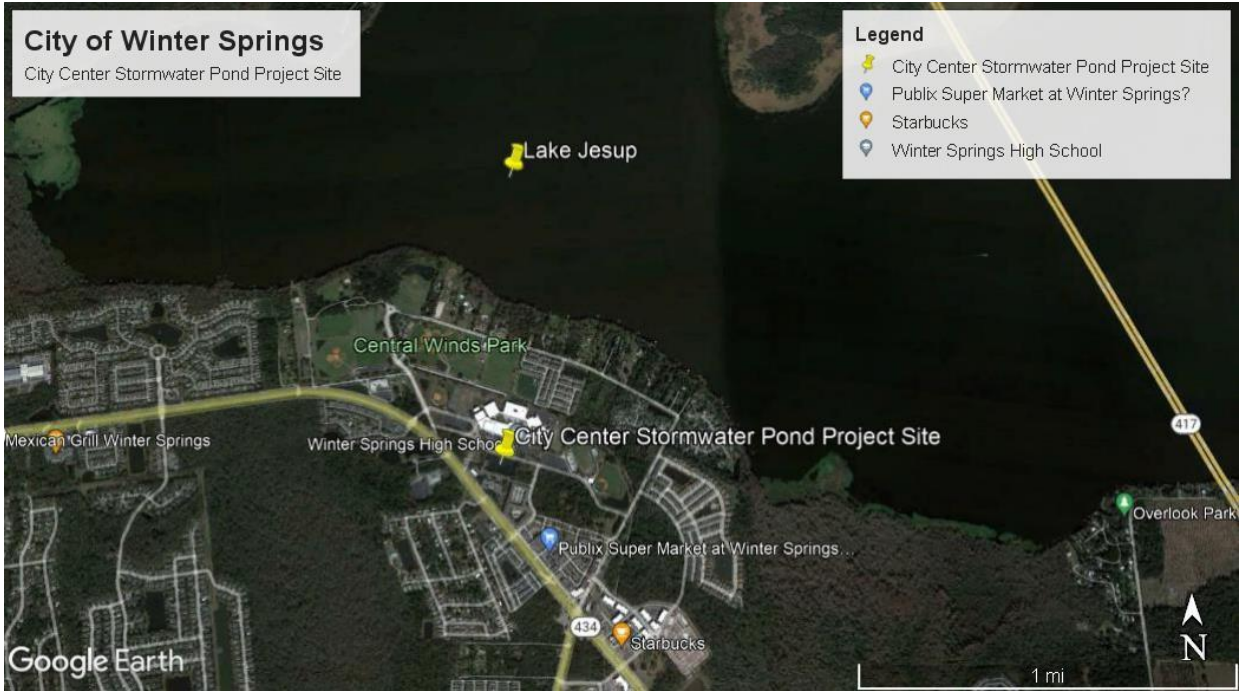 City of Winter Springs
City Center Stormwater Pond Project Site
Legend
City Center Stormwater Pond Project Site
Publix Super Market at Winter Springs?
Starbucks
Winter Springs High School
Lake Jesup
Central Winds Park
417
Mexican Grill Winter Springs
Winter Springs High Schoo
City Center Stormwater Pond Project Site
Overlook Park
Publix Super Market at Winter Springs...
434
Starbucks
Google Earth
N
1 mi